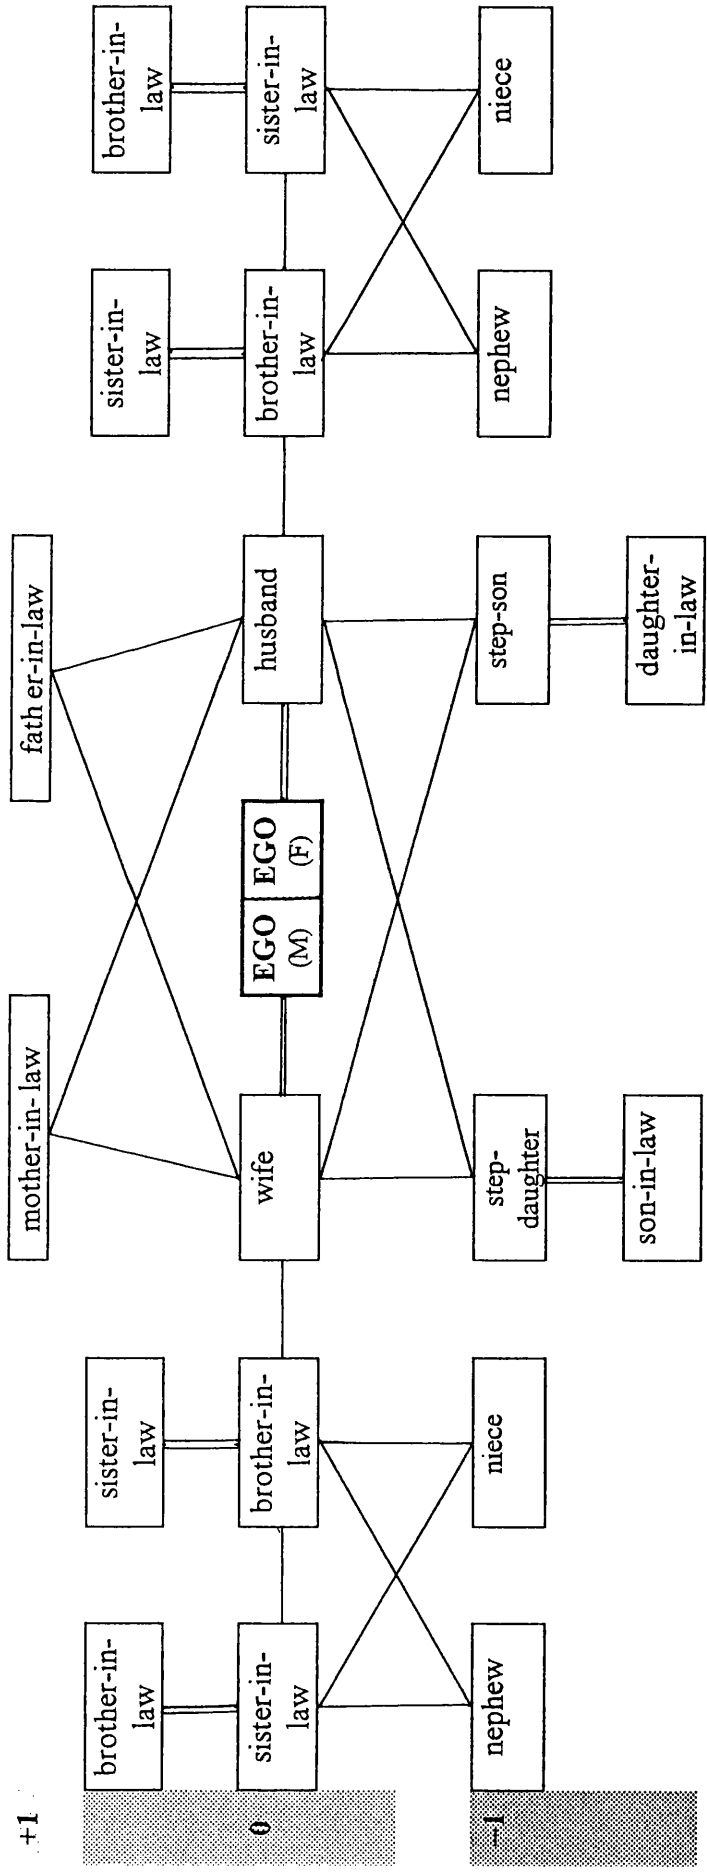 +1
mother-in-law
father-in-law
brother-in-
law
sister-in-
law
sister-in-
law
brother-in-
law
0
sister-in-
law
brother-in-
law
wife
EGO
(M)
EGO
(F)
husband
brother-in-
law
sister-in-
law
−1
nephew
niece
step-
daughter
step-son
nephew
niece
son-in-law
daughter-
in-law